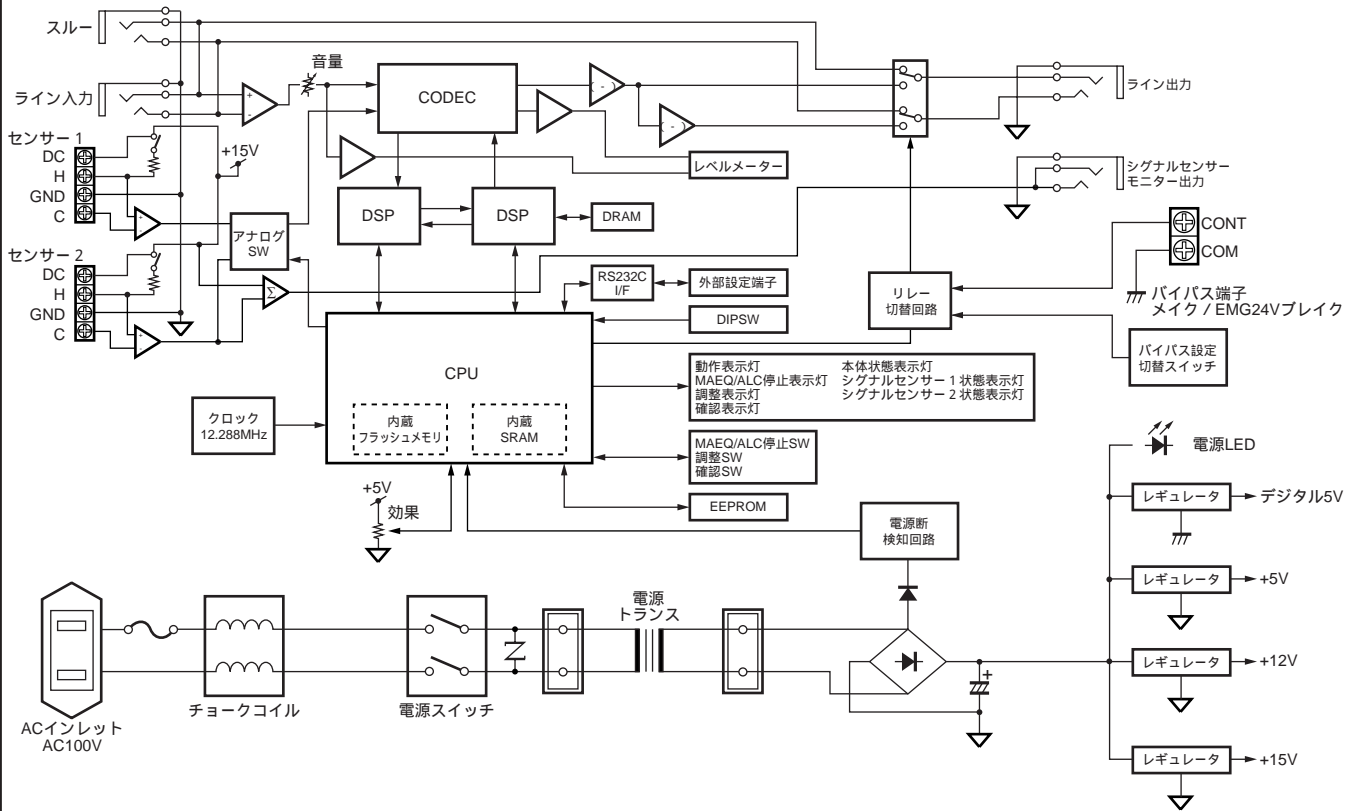 スルー
音量
CODEC
ライン入力
ライン出力
センサー 1
DC
H
GND
C
+15V
レベルメーター
シグナルセンサー
モニター出力
DSP
DSP
DRAM
アナログ
SW
CONT
COM
センサー 2
DC
H
GND
C
Σ
RS232C
I/F
外部設定端子
リレー
切替回路
バイパス端子
メイク / EMG24Vブレイク
DIPSW
バイパス設定
切替スイッチ
CPU
動作表示灯 本体状態表示灯
MAEQ/ALC停止表示灯 シグナルセンサー 1 状態表示灯
調整表示灯 シグナルセンサー 2 状態表示灯
確認表示灯
クロック
12.288MHz
内蔵
フラッシュメモリ
内蔵
SRAM
MAEQ/ALC停止SW
調整SW
確認SW
電源LED
+5V
効果
EEPROM
電源断
検知回路
レギュレータ
デジタル5V
レギュレータ
+5V
電源
トランス
レギュレータ
+12V
チョークコイル
電源スイッチ
ACインレット
AC100V
レギュレータ
+15V